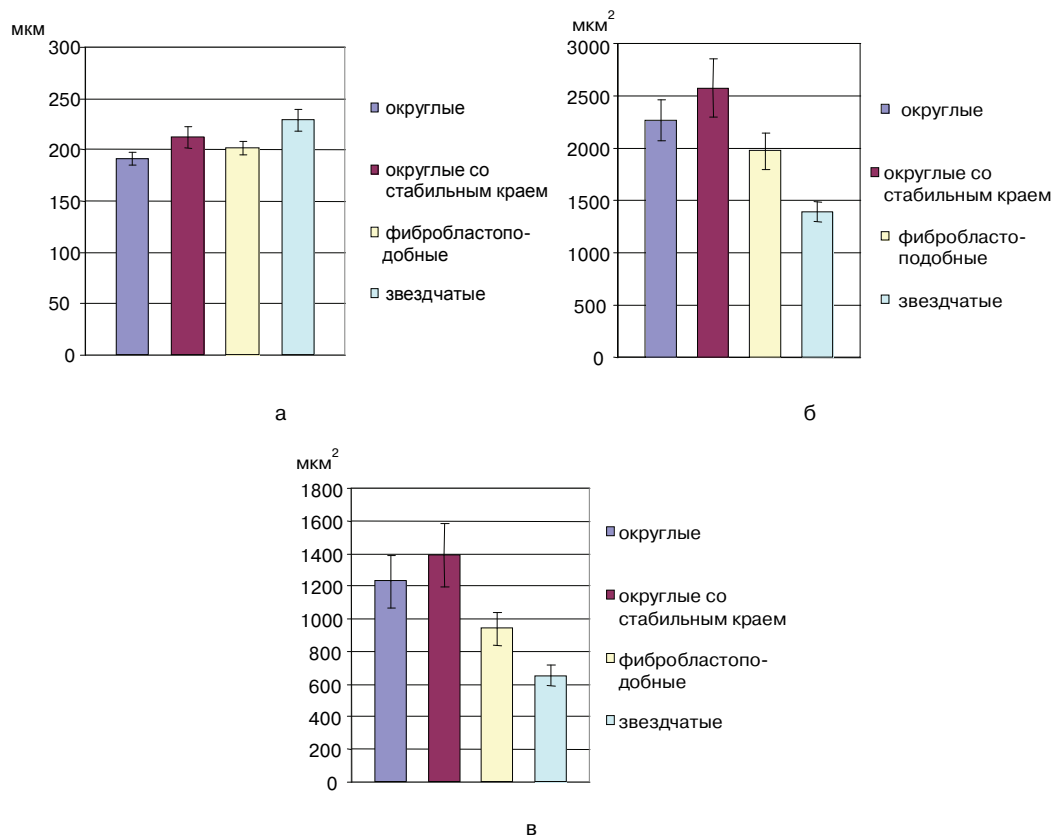 мкм
300
250
200
150
100
50
0
округлые
округлые со
стабильным краем
фибробластопо-
добные
звездчатые
а
мкм²
3000
2500
2000
1500
1000
500
0
округлые
округлые со
стабильным краем
фибробласто-
подобные
звездчатые
б
мкм²
1800
1600
1400
1200
1000
800
600
400
200
0
округлые
округлые со
стабильным краем
фибробластопо-
добные
звездчатые
в